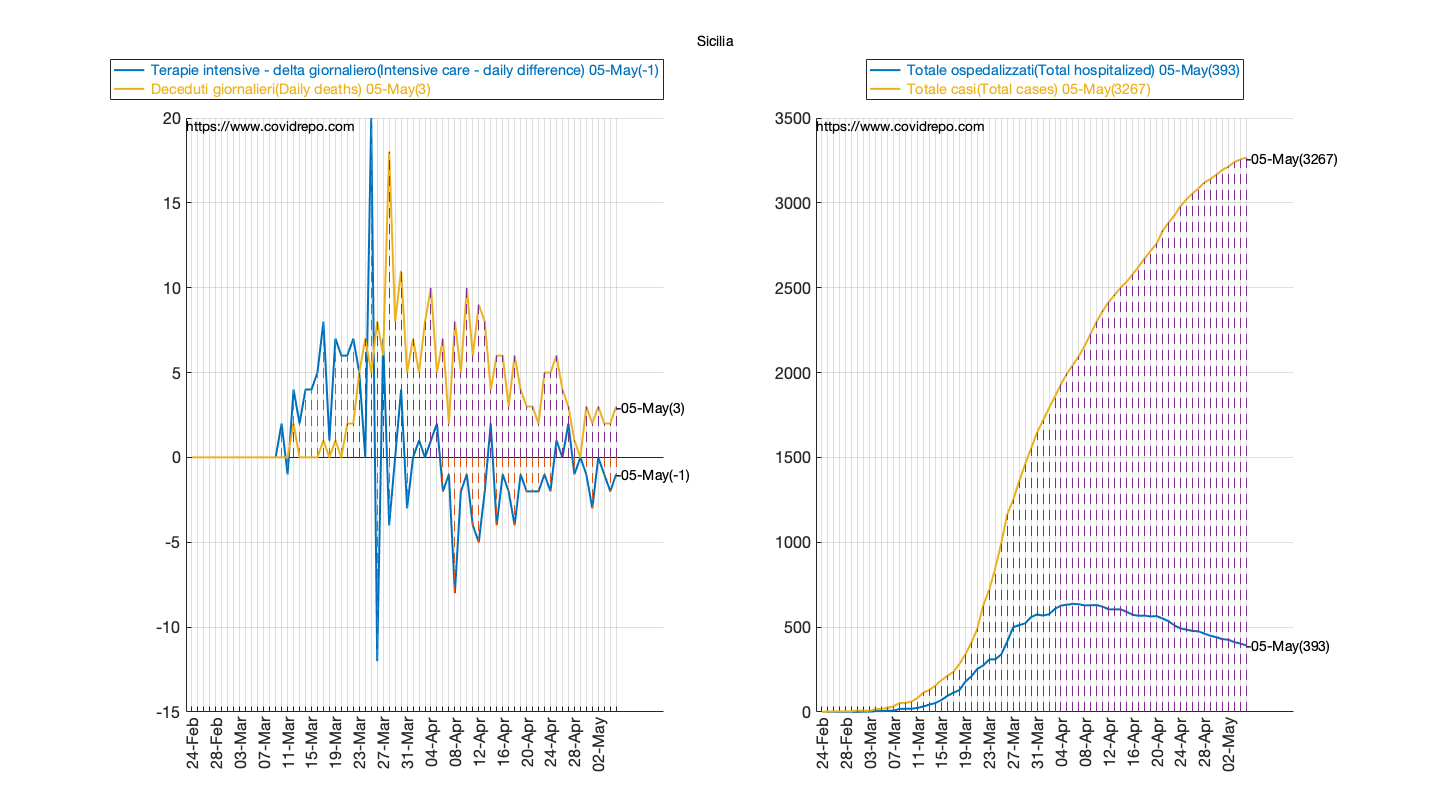 Sicilia
Terapie intensive - delta giornaliero(Intensive care - daily difference) 05-May(-1)
Deceduti giornalieri(Daily deaths) 05-May(3)
https://www.covidrepo.com
20
15
10
5
0
-5
-10
-15
05-May(3)
05-May(-1)
24-Feb
28-Feb
03-Mar
07-Mar
11-Mar
15-Mar
19-Mar
23-Mar
27-Mar
31-Mar
04-Apr
08-Apr
12-Apr
16-Apr
20-Apr
24-Apr
28-Apr
02-May
Totale ospedalizzati(Total hospitalized) 05-May(393)
Totale casi(Total cases) 05-May(3267)
https://www.covidrepo.com
3500
3000
2500
2000
1500
1000
500
0
05-May(3267)
05-May(393)
24-Feb
28-Feb
03-Mar
07-Mar
11-Mar
15-Mar
19-Mar
23-Mar
27-Mar
31-Mar
04-Apr
08-Apr
12-Apr
16-Apr
20-Apr
24-Apr
28-Apr
02-May